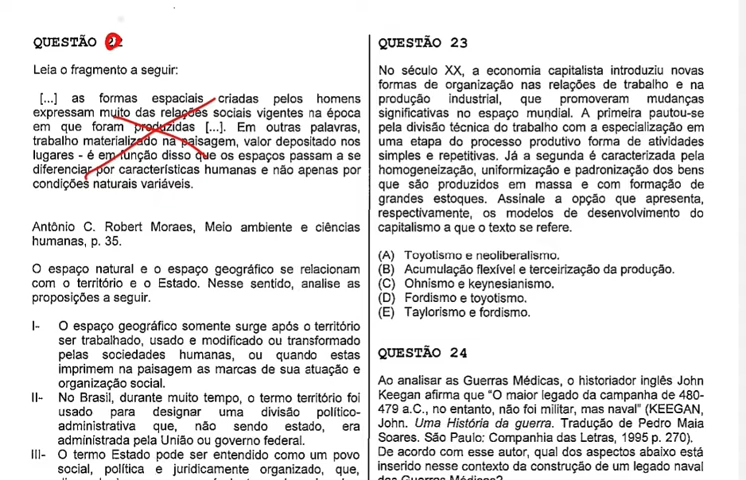 QUESTÃO 22
Leia o fragmento a seguir:
[...] as formas espaciais criadas pelos homens
expressam muito das relações sociais vigentes na época
em que foram produzidas [...]. Em outras palavras,
trabalho materializado na paisagem, valor depositado nos
lugares - é em função disso que os espaços passam a se
diferenciar por características humanas e não apenas por
condições naturais variáveis.
Antônio C. Robert Moraes, Meio ambiente e ciências
humanas, p. 35.
O espaço natural e o espaço geográfico se relacionam
com o território e o Estado. Nesse sentido, analise as
proposições a seguir.
I- O espaço geográfico somente surge após o território
ser trabalhado, usado e modificado ou transformado
pelas sociedades humanas, ou quando estas
imprimem na paisagem as marcas de sua atuação e
organização social.
II- No Brasil, durante muito tempo, o termo território foi
usado para designar uma divisão político-
administrativa que, não sendo estado, era
administrada pela União ou governo federal.
III- O termo Estado pode ser entendido como um povo
social, política e juridicamente organizado, que,
QUESTÃO 23
No século XX, a economia capitalista introduziu novas
formas de organização nas relações de trabalho e na
produção industrial, que promoveram mudanças
significativas no espaço mundial. A primeira pautou-se
pela divisão técnica do trabalho com a especialização em
uma etapa do processo produtivo forma de atividades
simples e repetitivas. Já a segunda é caracterizada pela
homogeneização, uniformização e padronização dos bens
que são produzidos em massa e com formação de
grandes estoques. Assinale a opção que apresenta,
respectivamente, os modelos de desenvolvimento do
capitalismo a que o texto se refere.
(A) Toyotismo e neoliberalismo.
(B) Acumulação flexível e terceirização da produção.
(C) Ohnismo e keynesianismo.
(D) Fordismo e toyotismo.
(E) Taylorismo e fordismo.
QUESTÃO 24
Ao analisar as Guerras Médicas, o historiador inglês John
Keegan afirma que "O maior legado da campanha de 480-
479 a.C., no entanto, não foi militar, mas naval" (KEEGAN,
John. Uma História da guerra. Tradução de Pedro Maia
Soares. São Paulo: Companhia das Letras, 1995 p. 270).
De acordo com esse autor, qual dos aspectos abaixo está
inserido nesse contexto da construção de um legado naval
das Guerras Médicas?